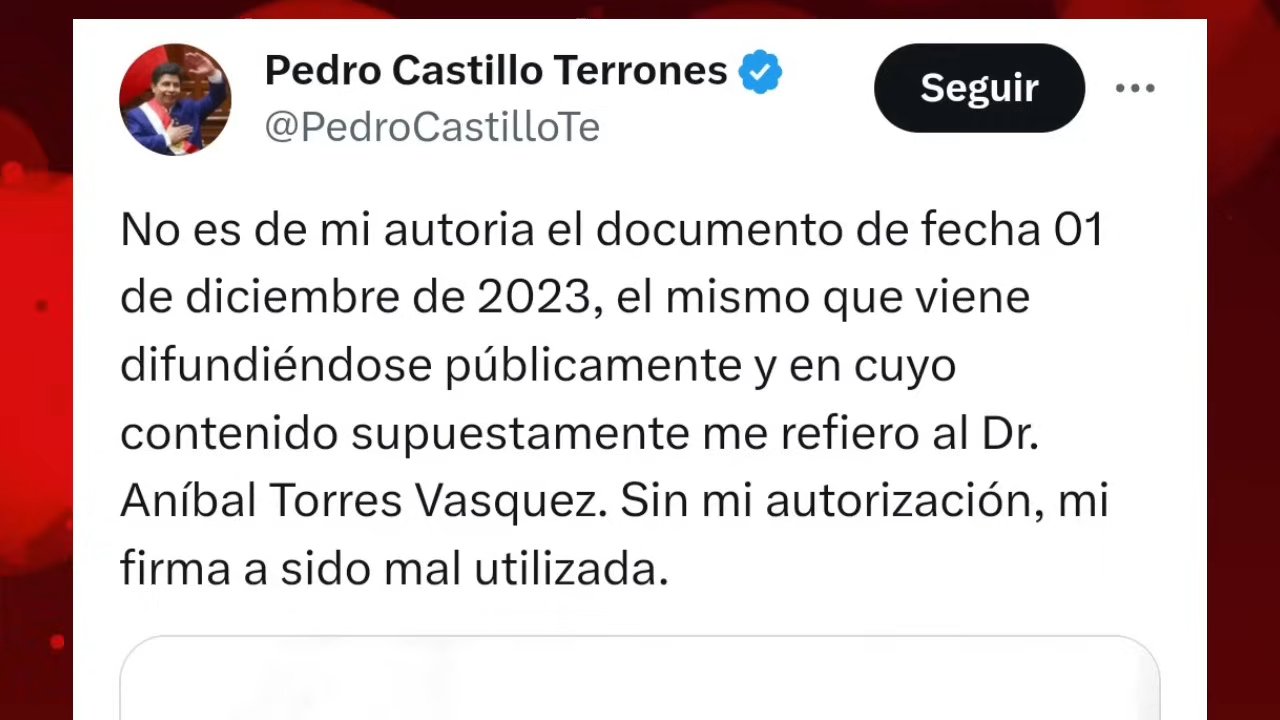 Pedro Castillo Terrones
@PedroCastilloTe
Seguir
No es de mi autoria el documento de fecha 01
de diciembre de 2023, el mismo que viene
difundiéndose públicamente y en cuyo
contenido supuestamente me refiero al Dr.
Aníbal Torres Vasquez. Sin mi autorización, mi
firma a sido mal utilizada.